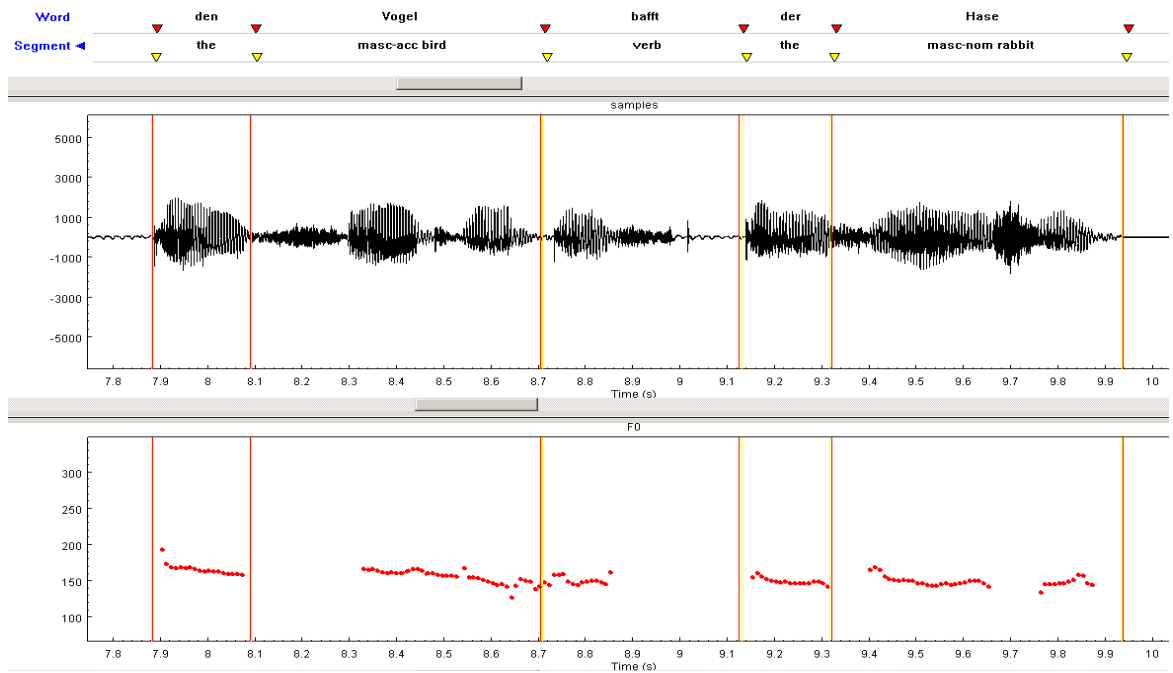 Word den Vogel bafft der Hase
Segment the masc-acc bird verb the masc-nom rabbit
samples
5000
3000
1000
-1000
-3000
-5000
7.8 7.9 8 8.1 8.2 8.3 8.4 8.5 8.6 8.7 8.8 8.9 9 9.1 9.2 9.3 9.4 9.5 9.6 9.7 9.8 9.9 10
Time (s)
F0
300
250
200
150
100
7.8 7.9 8 8.1 8.2 8.3 8.4 8.5 8.6 8.7 8.8 8.9 9 9.1 9.2 9.3 9.4 9.5 9.6 9.7 9.8 9.9 10
Time (s)